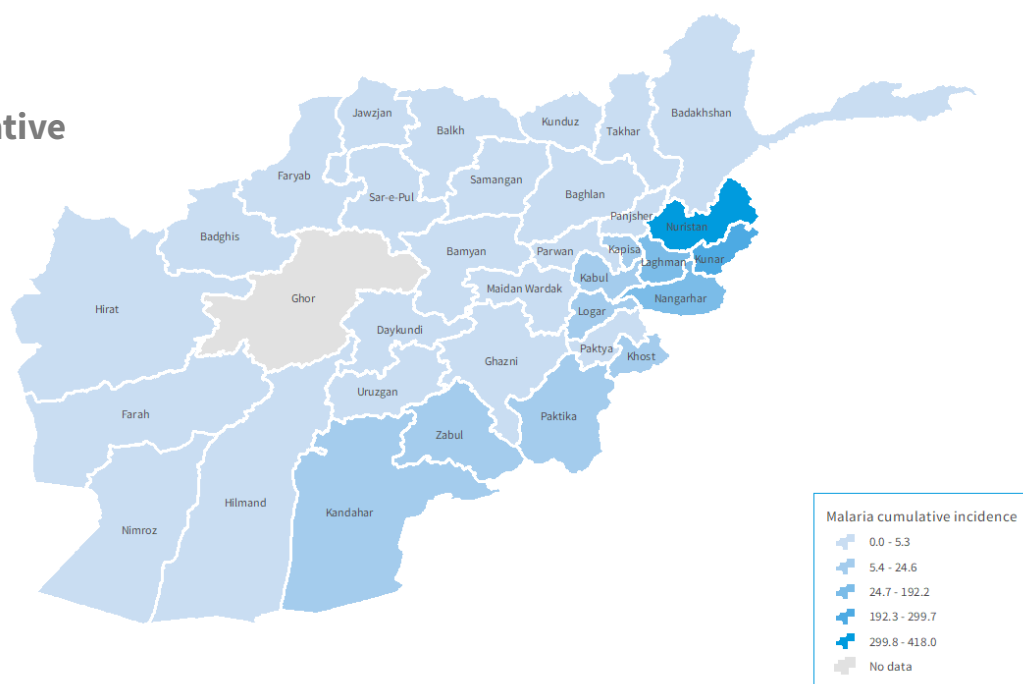 ative
Badakhshan
Jawzjan
Kunduz
Balkh
Takhar
Faryab
Samangan
Sar-e-Pul
Baghlan
Panjsher
Nuristan
Badghis
Bamyan
Parwan
Kapisa
Laghman
Kunar
Kabul
Maidan Wardak
Ghor
Nangarhar
Hirat
Logar
Daykundi
Paktya
Khost
Ghazni
Uruzgan
Farah
Paktika
Zabul
Hilmand
Kandahar
Nimroz
Malaria cumulative incidence
0.0 - 5.3
5.4 - 24.6
24.7 - 192.2
192.3 - 299.7
299.8 - 418.0
No data